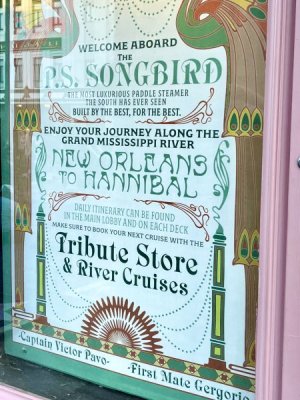 WELCOME ABOARD
THE
P.S. SONGBIRD
THE MOST LUXURIOUS PADDLE STEAMER
THE SOUTH HAS EVER SEEN
BUILT BY THE BEST, FOR THE BEST.
ENJOY YOUR JOURNEY ALONG THE
GRAND MISSISSIPPI RIVER
NEW ORLEANS
TO HANNIBAL
DAILY ITINERARY CAN BE FOUND
IN THE MAIN LOBBY AND ON EACH DECK
MAKE SURE TO BOOK YOUR NEXT CRUISE WITH THE
Tribute Store
& River Cruises
-Captain Victor Pavo-
-First Mate Gergorio